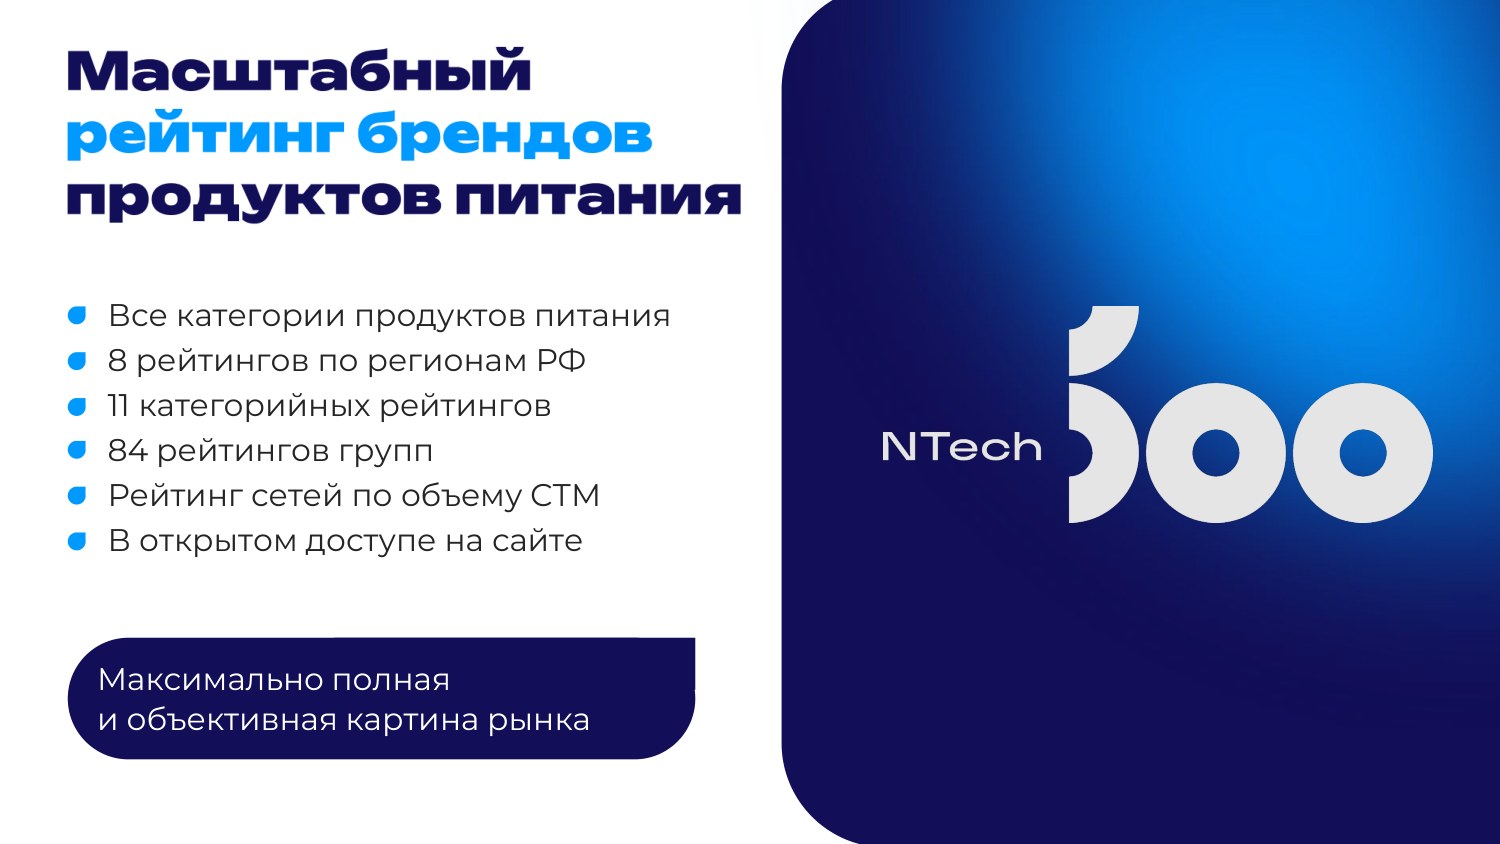 Масштабный
рейтинг брендов
продуктов питания
Все категории продуктов питания
8 рейтингов по регионам РФ
11 категорийных рейтингов
84 рейтингов групп
Рейтинг сетей по объему СТМ
В открытом доступе на сайте
Максимально полная
и объективная картина рынка
NTech 600